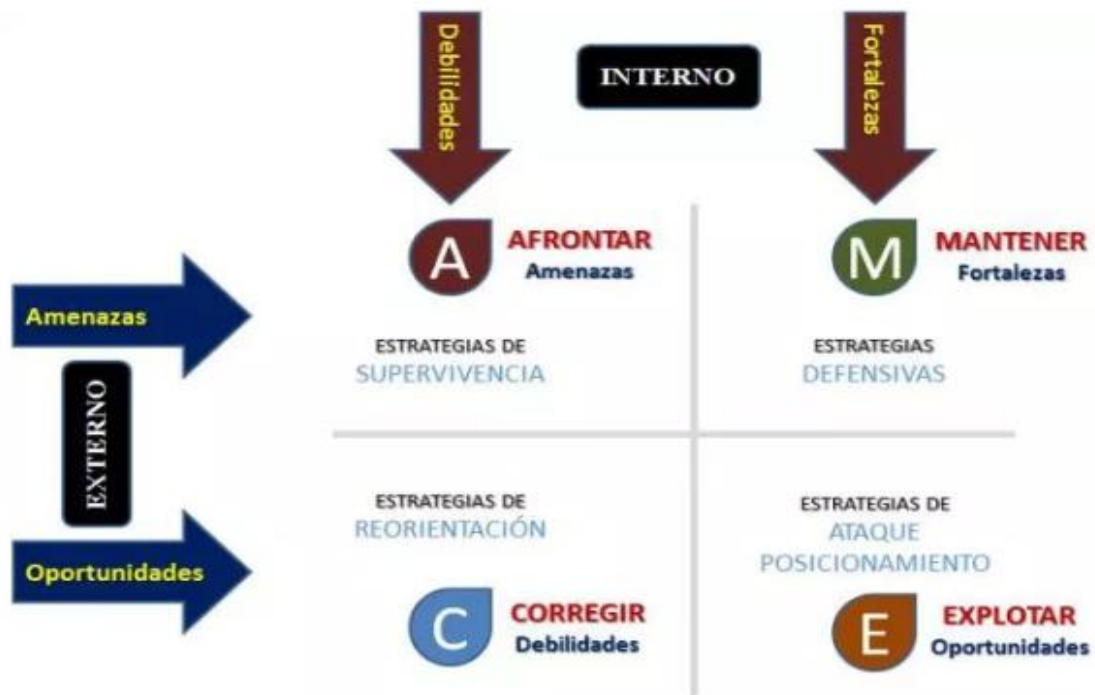 Debilidades
INTERNO
Fortalezas
A
AFRONTAR
Amenazas
M
MANTENER
Fortalezas
Amenazas
ESTRATEGIAS DE
SUPERVIVENCIA
ESTRATEGIAS
DEFENSIVAS
EXTERNO
ESTRATEGIAS DE
REORIENTACIÓN
ESTRATEGIAS DE
ATAQUE
POSICIONAMIENTO
Oportunidades
C
CORREGIR
Debilidades
E
EXPLOTAR
Oportunidades